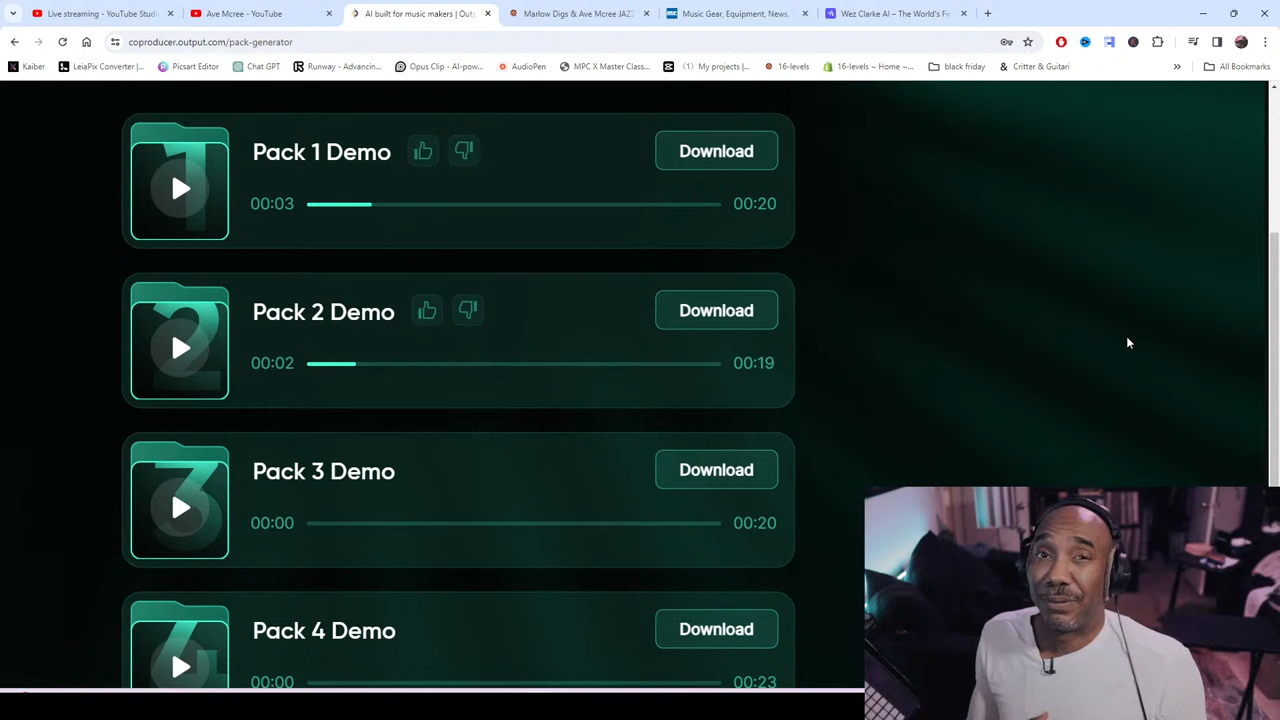 Live streaming - YouTube Studi
Ave Mcree - YouTube
AI built for music makers | Outp
Marlow Digs & Ave Mcree JAZZ
Music Gear, Equipment, News,
Wez Clarke AI – The World's Fi
coproducer.output.com/pack-generator
Kaiber
LeiaPix Converter |...
Picsart Editor
Chat GPT
Runway - Advancin...
Opus Clip - AI-pow...
AudioPen
MPC X Master Class...
(1) My projects |...
16-levels
16-levels ~ Home ~...
black friday
Critter & Guitari
All Bookmarks
Pack 1 Demo
Download
00:03
00:20
Pack 2 Demo
Download
00:02
00:19
Pack 3 Demo
Download
00:00
00:20
Pack 4 Demo
Download
00:00
00:23